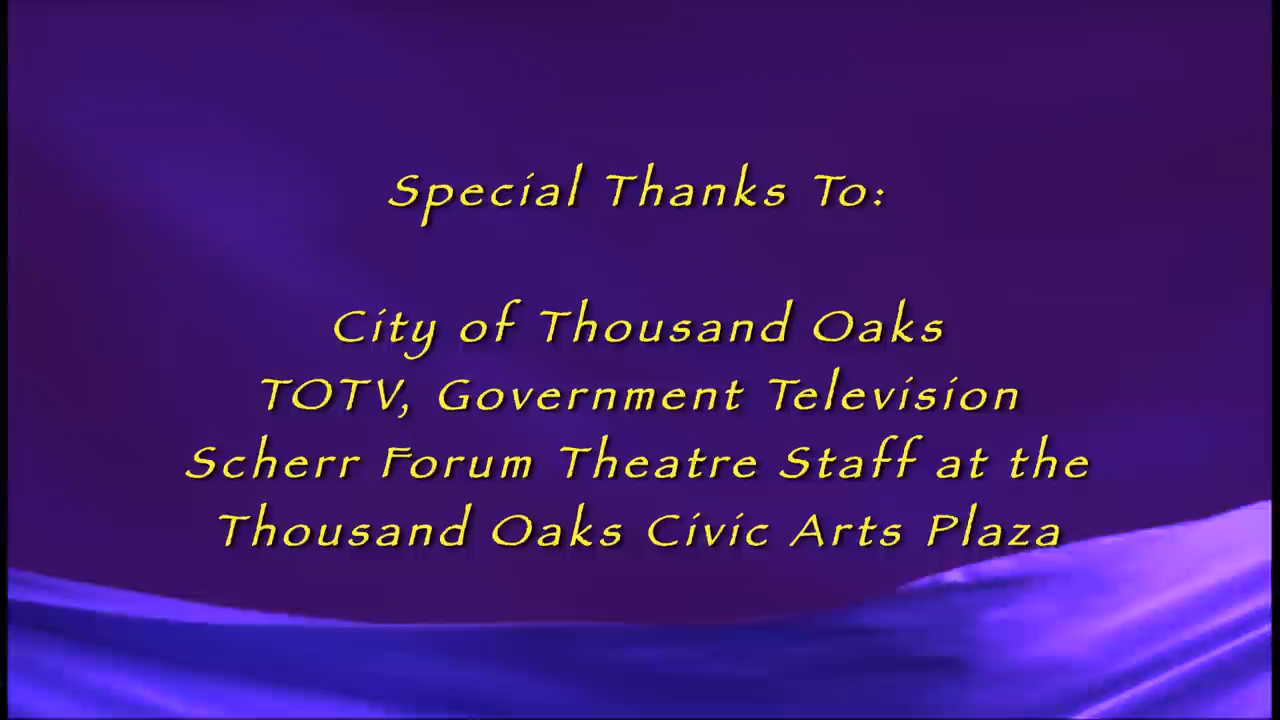 Special Thanks To:
City of Thousand Oaks
TOTV, Government Television
Scherr Forum Theatre Staff at the
Thousand Oaks Civic Arts Plaza